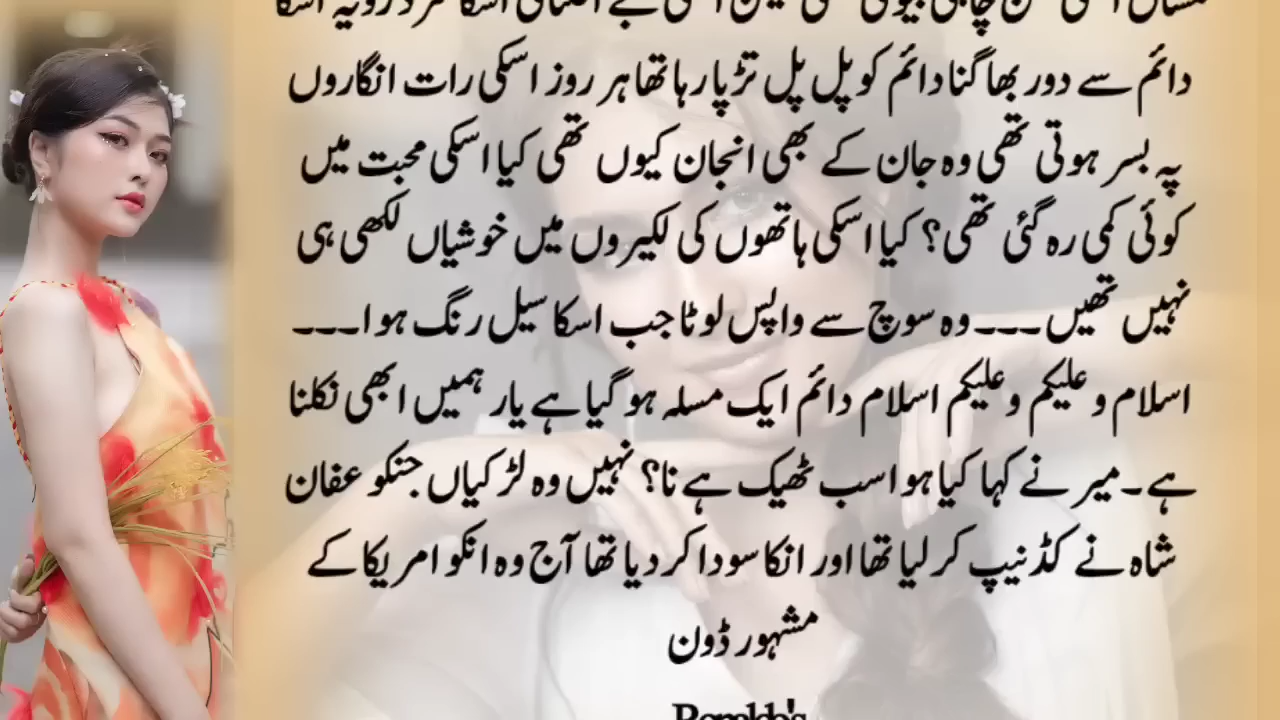 دائم سے دور بھاگنا دائم کو پل پل تڑپا رہا تھا ہر روز اسکی رات انگاروں
پہ بسر ہوتی تھی وہ جان کے بھی انجان کیوں تھی کیا اسکی محبت میں
کوئی کمی رہ گئی تھی؟ کیا اسکی ہاتھوں کی لکیروں میں خوشیاں لکھی ہی
نہیں تھیں ۔۔۔ وہ سوچ سے واپس لوٹا جب اسکا سیل رنگ ہوا۔۔۔
اسلام و علیکم و علیکم اسلام دائم ایک مسلہ ہو گیا ہے یار ہمیں ابھی نکلنا
ہے۔ میر نے کہا کیا ہوا سب ٹھیک ہے نا؟ نہیں وہ لڑکیاں جنکو عفان
شاہ نے کڈنیپ کر لیا تھا اور انکا سودا کر دیا تھا آج وہ انکو امریکا کے
مشہور ڈون